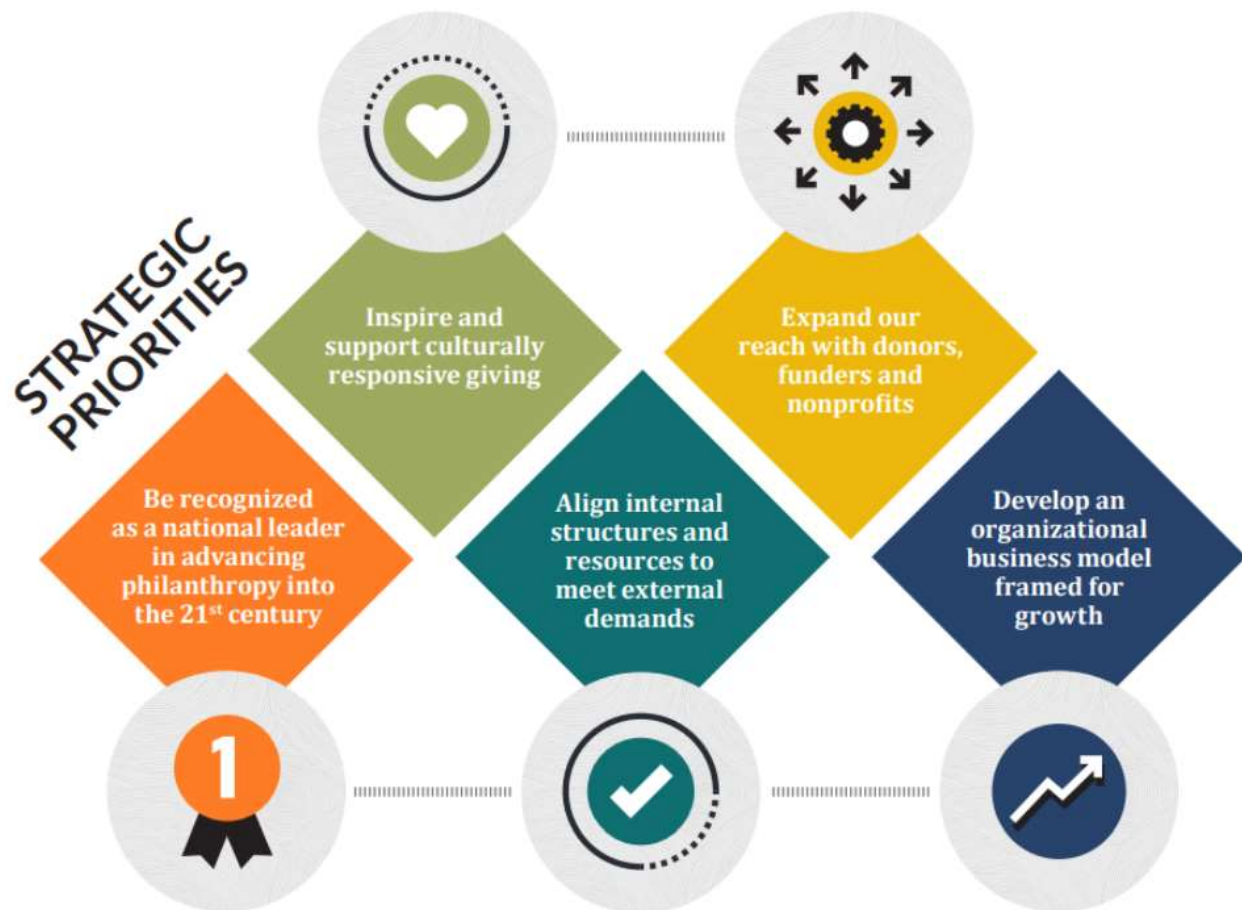 STRATEGIC
PRIORITIES
Inspire and
support culturally
responsive giving
Expand our
reach with donors,
funders and
nonprofits
Be recognized
as a national leader
in advancing
philanthropy into
the 21st century
Align internal
structures and
resources to
meet external
demands
Develop an
organizational
business model
framed for
growth
1